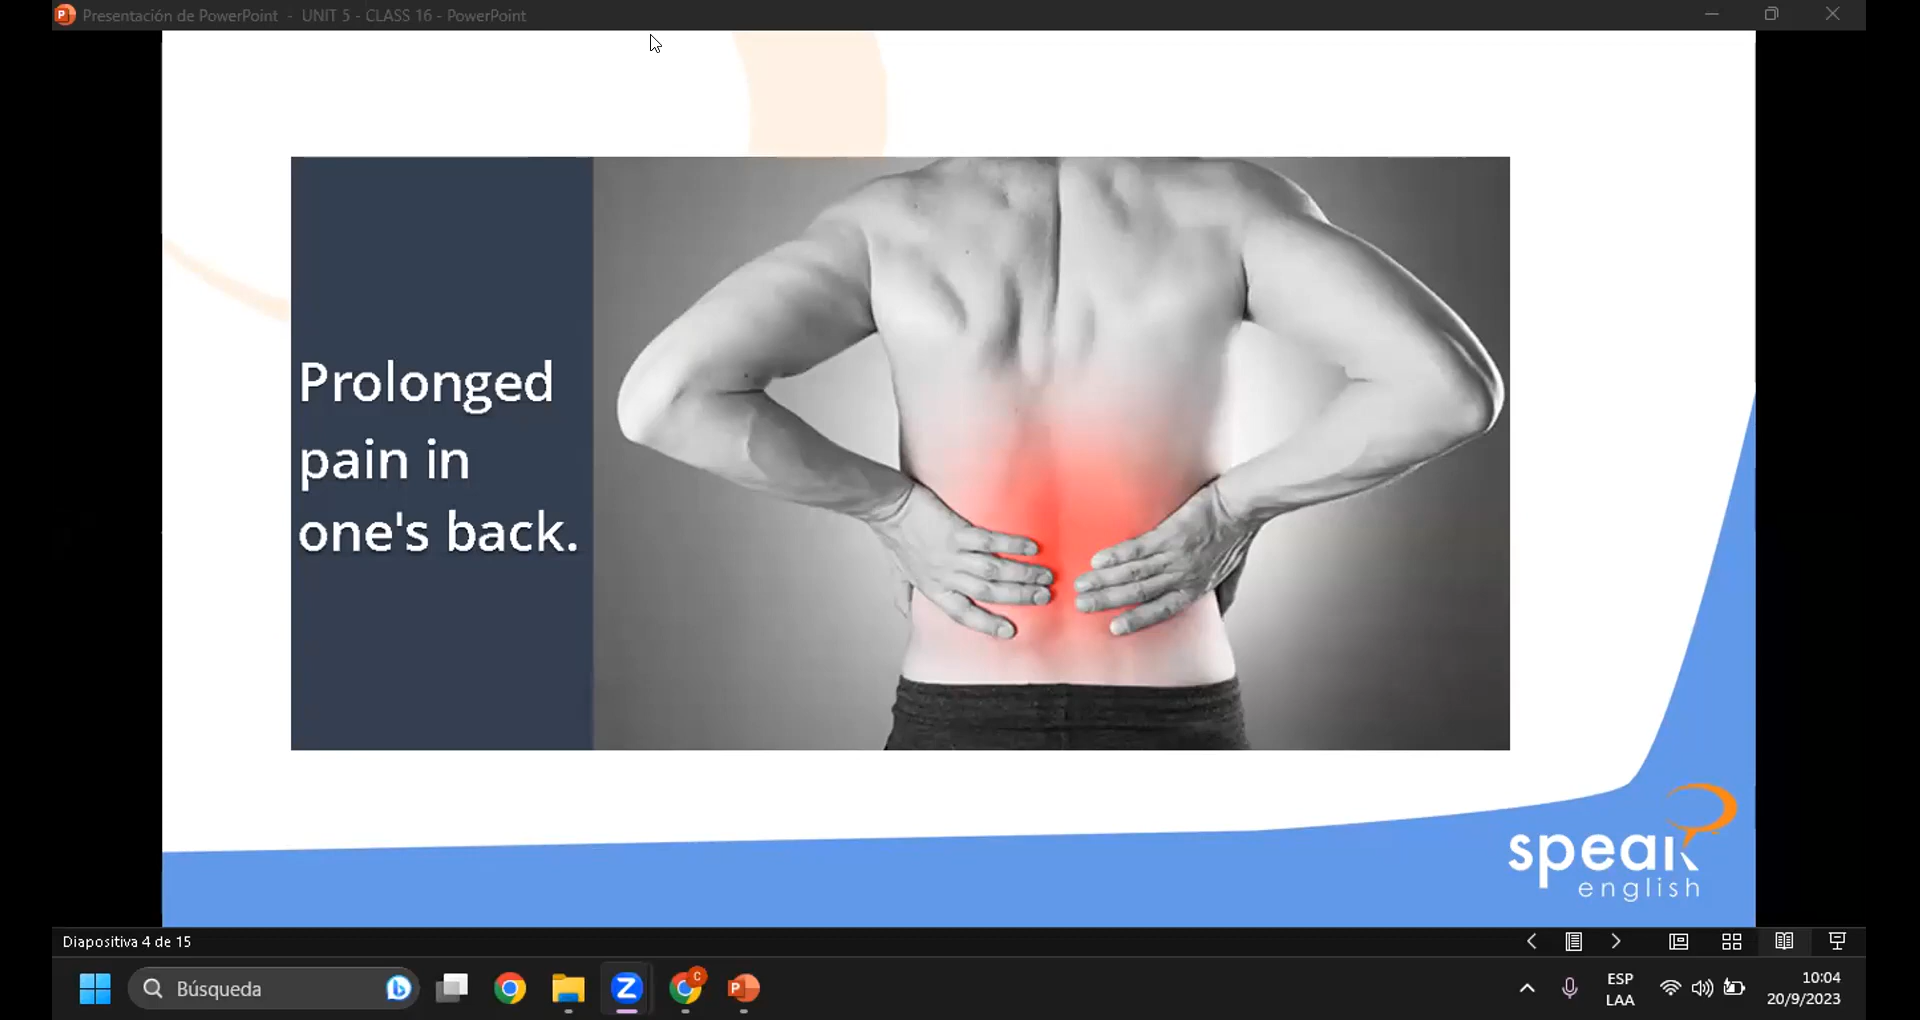 Presentación de PowerPoint - UNIT 5 - CLASS 16 - PowerPoint
Prolonged
pain in
one's back.
speak
english
Diapositiva 4 de 15
Búsqueda
ESP
LAA
10:04
20/9/2023